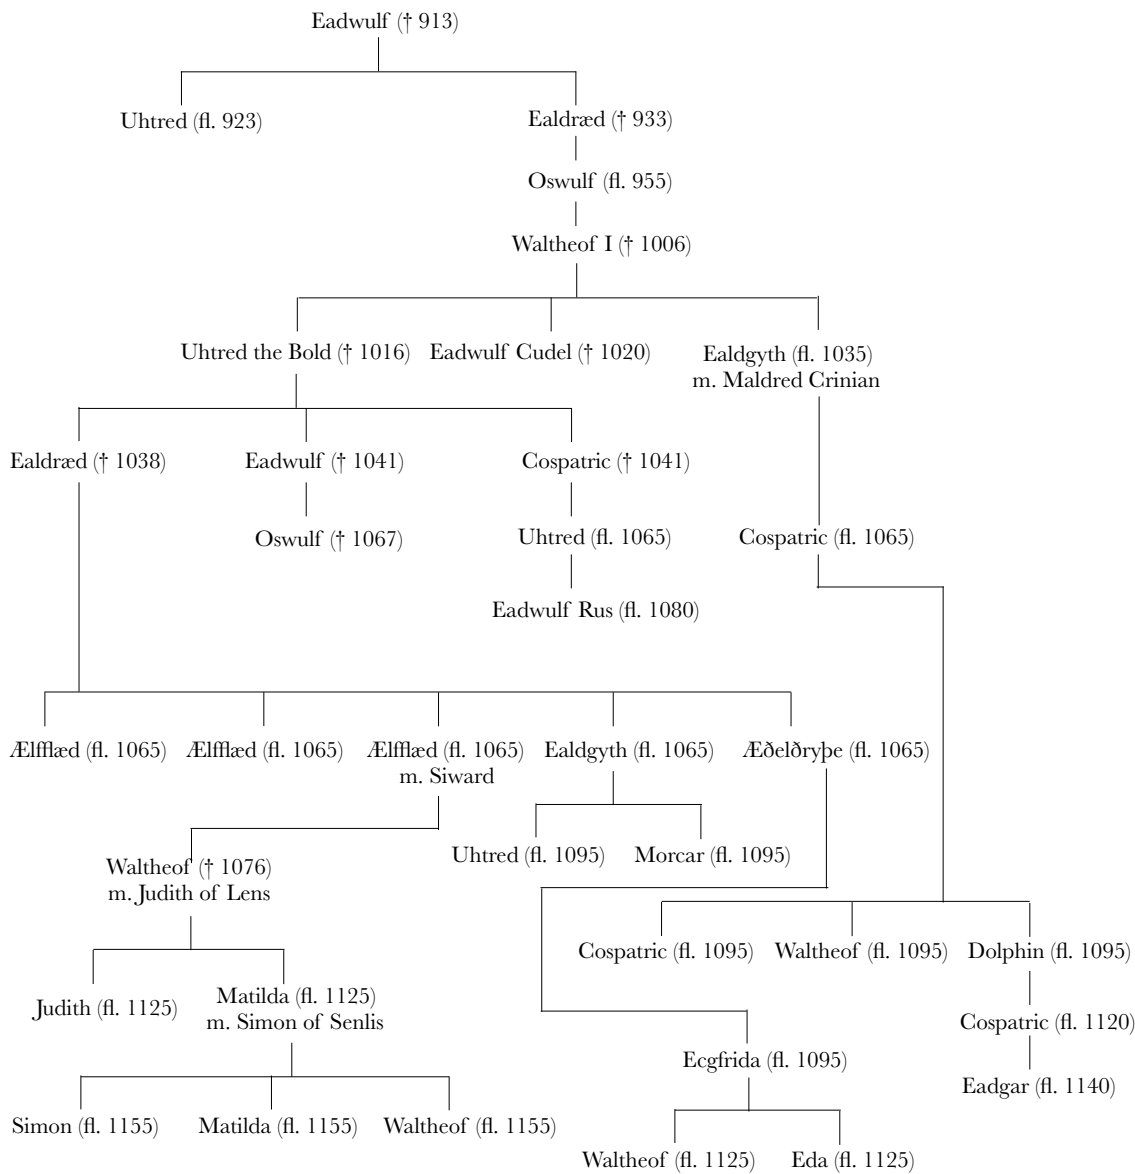 Eadwulf († 913)
Uhtred (fl. 923)
Ealdræd († 933)
Oswulf (fl. 955)
Waltheof I († 1006)
Uhtred the Bold († 1016)
Eadwulf Cudel († 1020)
Ealdgyth (fl. 1035)
m. Maldred Crinian
Ealdræd († 1038)
Eadwulf († 1041)
Cospatric († 1041)
Oswulf († 1067)
Uhtred (fl. 1065)
Cospatric (fl. 1065)
Eadwulf Rus (fl. 1080)
Ælfflæd (fl. 1065)
Ælfflæd (fl. 1065)
Ælfflæd (fl. 1065)
m. Siward
Ealdgyth (fl. 1065)
Æðelðryþe (fl. 1065)
Uhtred (fl. 1095)
Morcar (fl. 1095)
Waltheof († 1076)
m. Judith of Lens
Cospatric (fl. 1095)
Waltheof (fl. 1095)
Dolphin (fl. 1095)
Judith (fl. 1125)
Matilda (fl. 1125)
m. Simon of Senlis
Cospatric (fl. 1120)
Ecgfrida (fl. 1095)
Eadgar (fl. 1140)
Simon (fl. 1155)
Matilda (fl. 1155)
Waltheof (fl. 1155)
Waltheof (fl. 1125)
Eda (fl. 1125)